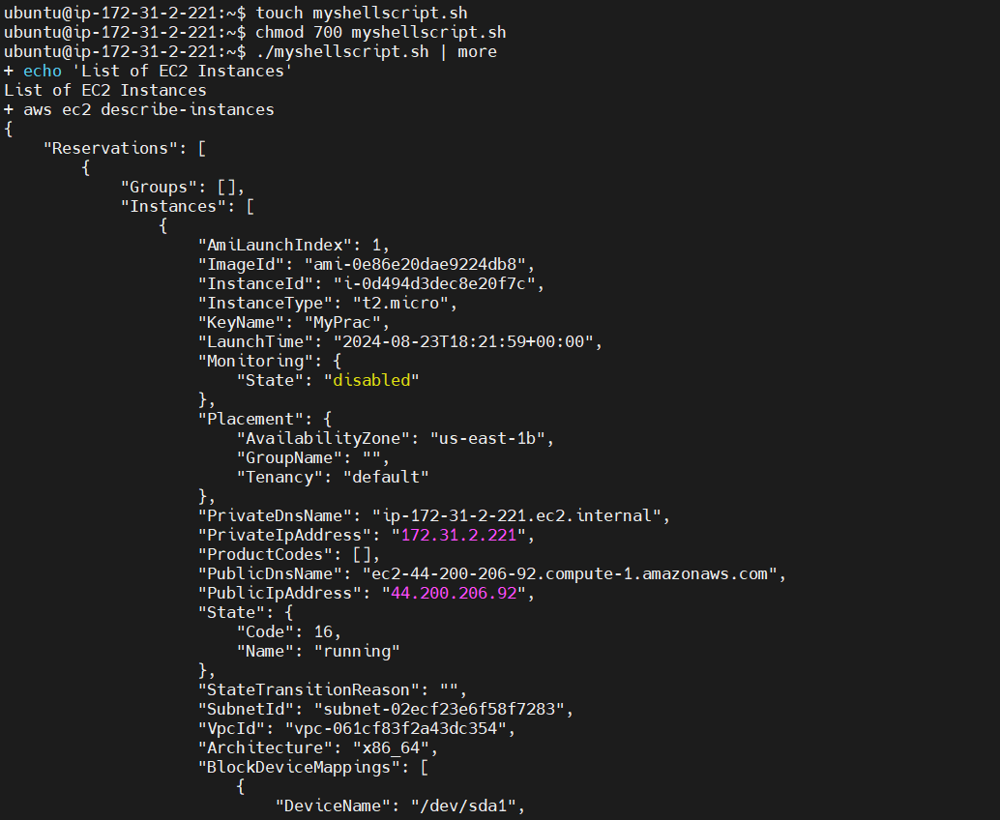 ubuntu@ip-172-31-2-221:~$ touch myshellscript.sh
ubuntu@ip-172-31-2-221:~$ chmod 700 myshellscript.sh
ubuntu@ip-172-31-2-221:~$ ./myshellscript.sh | more
+ echo 'List of EC2 Instances'
List of EC2 Instances
+ aws ec2 describe-instances
{
    "Reservations": [
        {
            "Groups": [],
            "Instances": [
                {
                    "AmiLaunchIndex": 1,
                    "ImageId": "ami-0e86e20dae9224db8",
                    "InstanceId": "i-0d494d3dec8e20f7c",
                    "InstanceType": "t2.micro",
                    "KeyName": "MyPrac",
                    "LaunchTime": "2024-08-23T18:21:59+00:00",
                    "Monitoring": {
                        "State": "disabled"
                    },
                    "Placement": {
                        "AvailabilityZone": "us-east-1b",
                        "GroupName": "",
                        "Tenancy": "default"
                    },
                    "PrivateDnsName": "ip-172-31-2-221.ec2.internal",
                    "PrivateIpAddress": "172.31.2.221",
                    "ProductCodes": [],
                    "PublicDnsName": "ec2-44-200-206-92.compute-1.amazonaws.com",
                    "PublicIpAddress": "44.200.206.92",
                    "State": {
                        "Code": 16,
                        "Name": "running"
                    },
                    "StateTransitionReason": "",
                    "SubnetId": "subnet-02ecf23e6f58f7283",
                    "VpcId": "vpc-061cf83f2a43dc354",
                    "Architecture": "x86_64",
                    "BlockDeviceMappings": [
                        {
                            "DeviceName": "/dev/sda1",